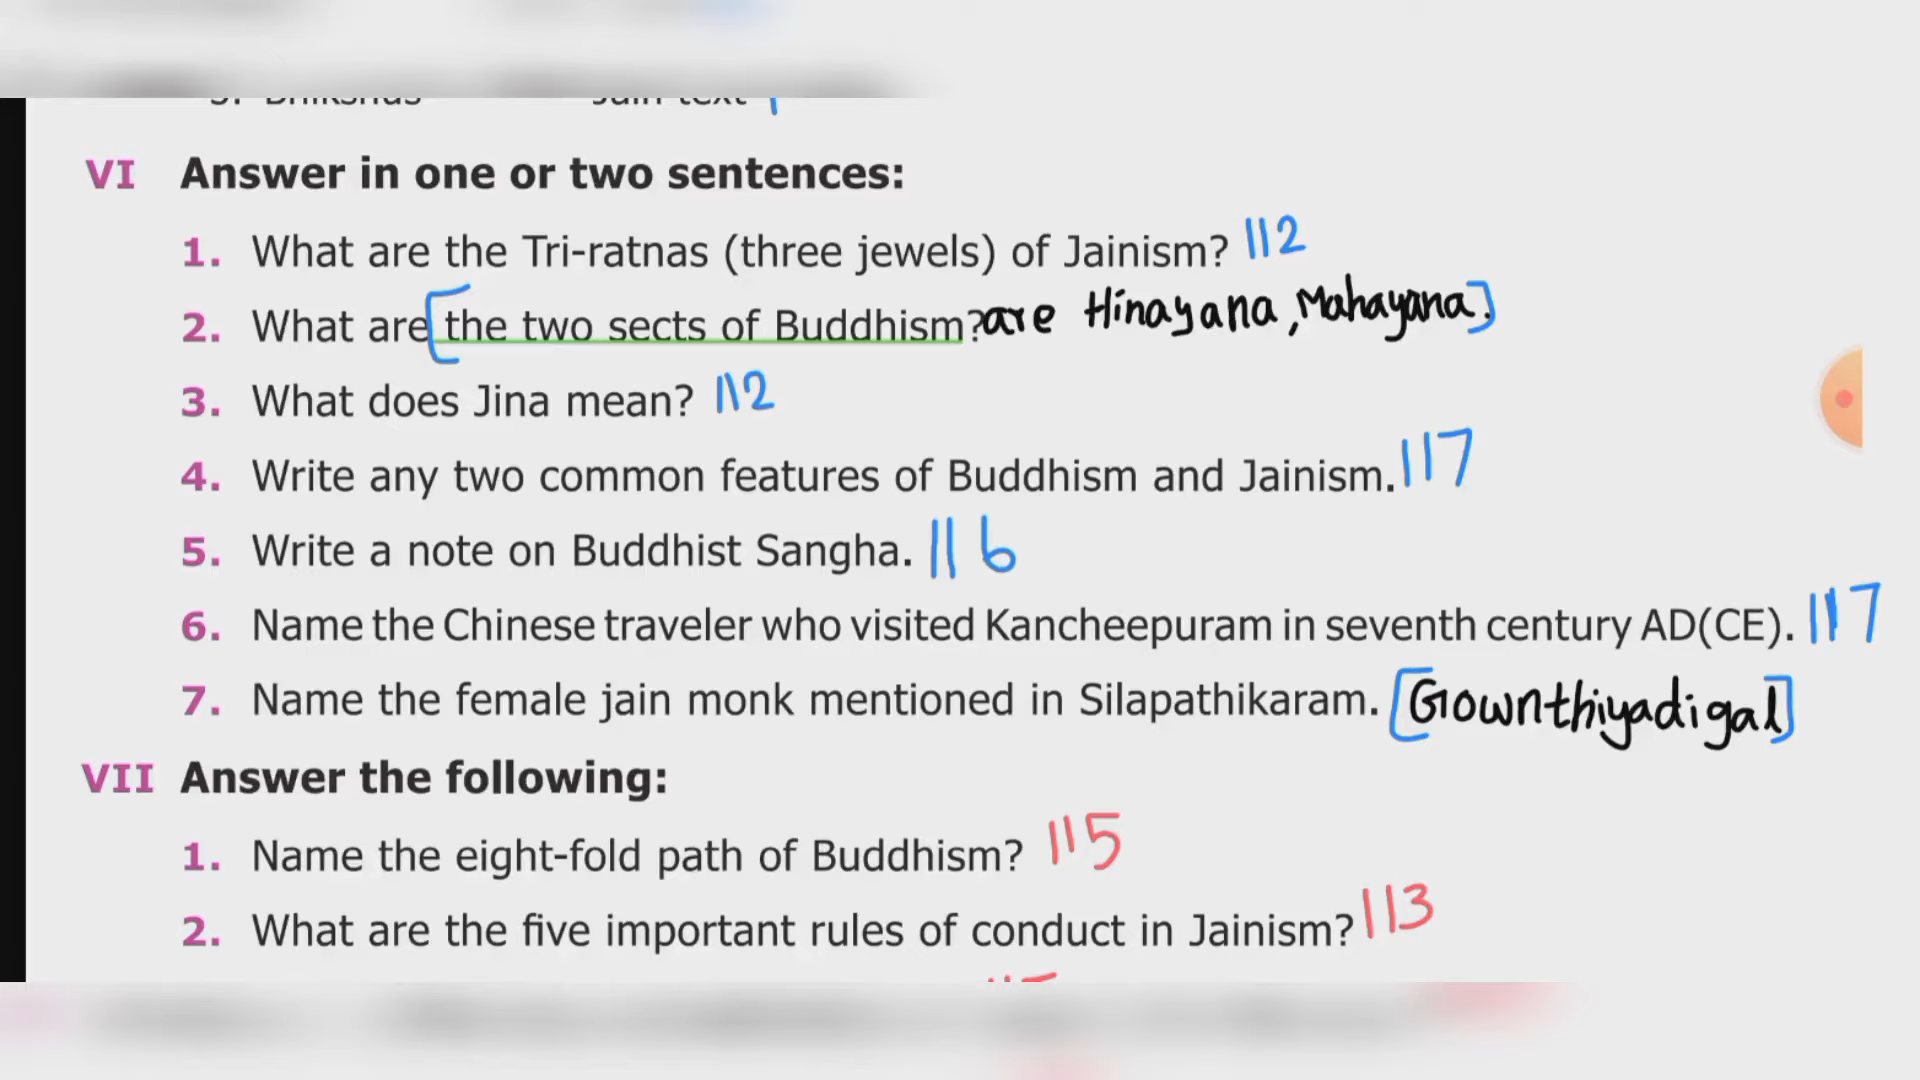 5. Bhikshus Jain text
VI Answer in one or two sentences:
1. What are the Tri-ratnas (three jewels) of Jainism? 112
2. What are [the two sects of Buddhism? are Hinayana, Mahayana.]
3. What does Jina mean? 112
4. Write any two common features of Buddhism and Jainism. 117
5. Write a note on Buddhist Sangha. 116
6. Name the Chinese traveler who visited Kancheepuram in seventh century AD(CE). 117
7. Name the female jain monk mentioned in Silapathikaram. [Gownthiyadigal]
VII Answer the following:
1. Name the eight-fold path of Buddhism? 115
2. What are the five important rules of conduct in Jainism? 113